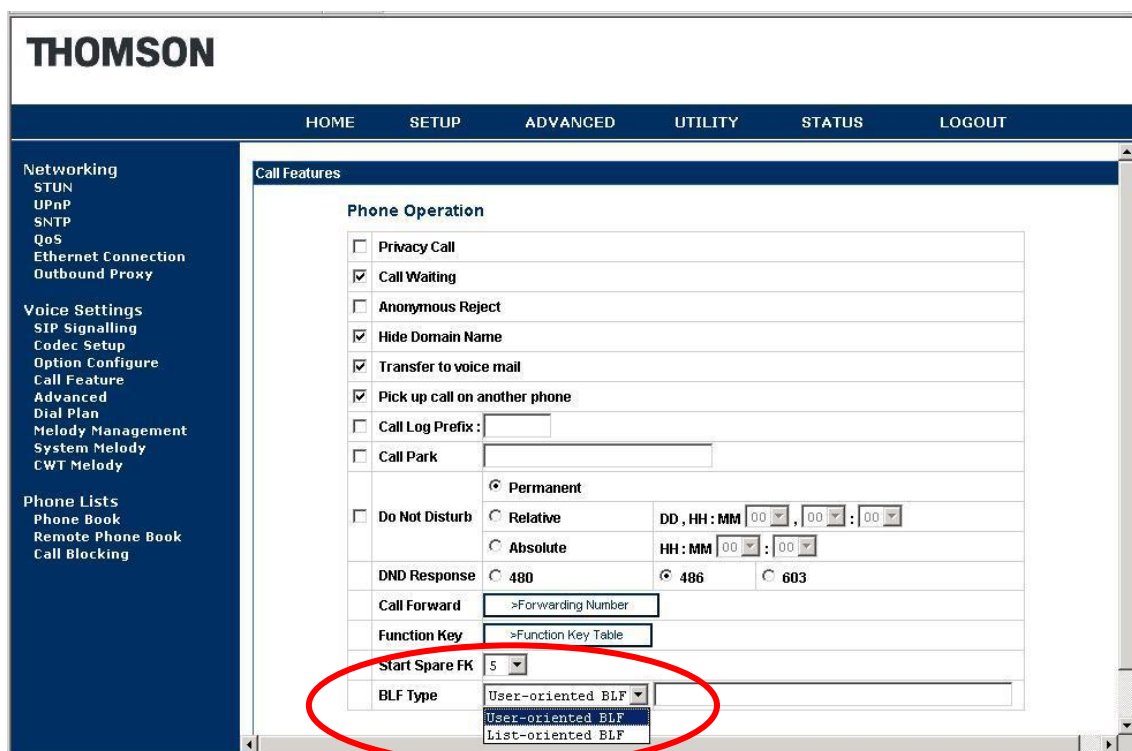 THOMSON
HOME SETUP ADVANCED UTILITY STATUS LOGOUT
Networking
STUN
UPnP
SNTP
QoS
Ethernet Connection
Outbound Proxy
Voice Settings
SIP Signalling
Codec Setup
Option Configure
Call Feature
Advanced
Dial Plan
Melody Management
System Melody
CWT Melody
Phone Lists
Phone Book
Remote Phone Book
Call Blocking
Call Features
Phone Operation
Privacy Call
Call Waiting
Anonymous Reject
Hide Domain Name
Transfer to voice mail
Pick up call on another phone
Call Log Prefix :
Call Park
Permanent
Do Not Disturb Relative DD , HH : MM 00 , 00 : 00
Absolute HH : MM 00 : 00
DND Response 480 486 603
Call Forward >Forwarding Number
Function Key >Function Key Table
Start Spare FK 5
BLF Type User-oriented BLF
User-oriented BLF
List-oriented BLF